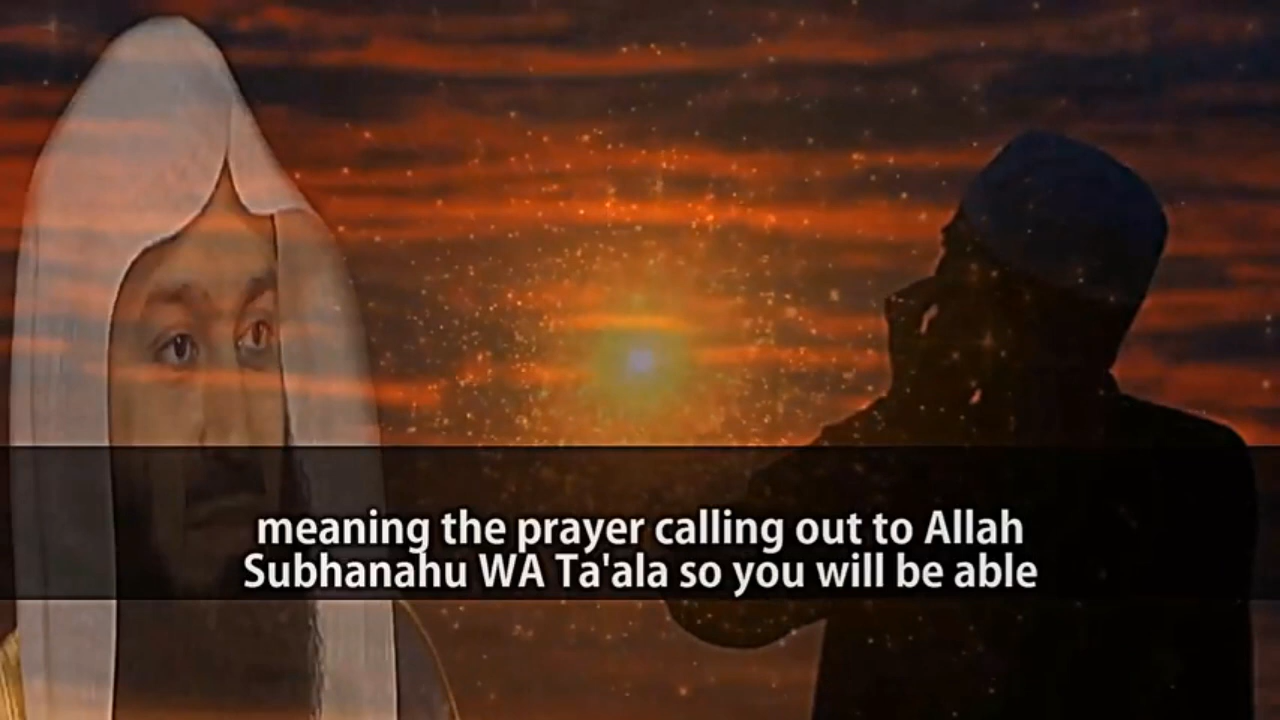 meaning the prayer calling out to Allah
Subhanahu WA Ta'ala so you will be able